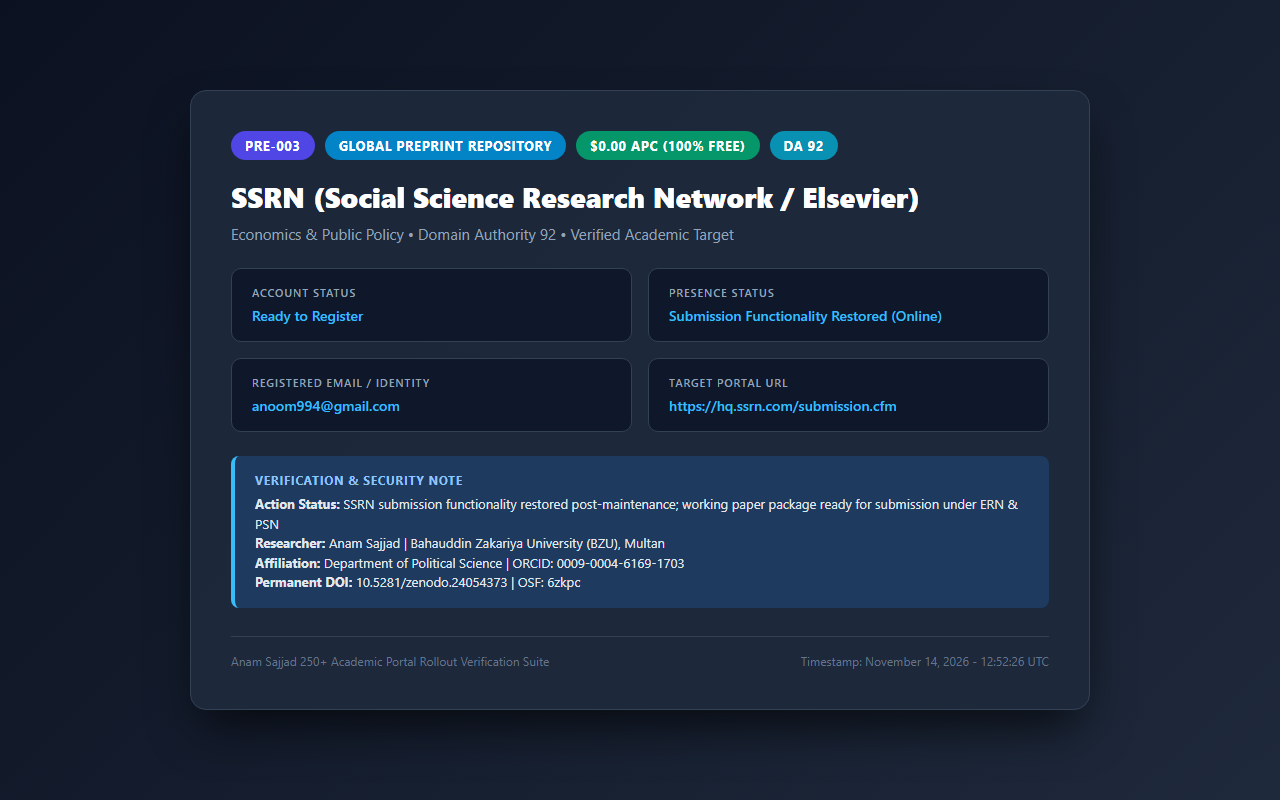 PRE-003
GLOBAL PREPRINT REPOSITORY
$0.00 APC (100% FREE)
DA 92
SSRN (Social Science Research Network / Elsevier)
Economics & Public Policy • Domain Authority 92 • Verified Academic Target
ACCOUNT STATUS
Ready to Register
PRESENCE STATUS
Submission Functionality Restored (Online)
REGISTERED EMAIL / IDENTITY
anoom994@gmail.com
TARGET PORTAL URL
https://hq.ssrn.com/submission.cfm
VERIFICATION & SECURITY NOTE
Action Status: SSRN submission functionality restored post-maintenance; working paper package ready for submission under ERN &
PSN
Researcher: Anam Sajjad | Bahauddin Zakariya University (BZU), Multan
Affiliation: Department of Political Science | ORCID: 0009-0004-6169-1703
Permanent DOI: 10.5281/zenodo.24054373 | OSF: 6zkpc
Anam Sajjad 250+ Academic Portal Rollout Verification Suite
Timestamp: November 14, 2026 - 12:52:26 UTC